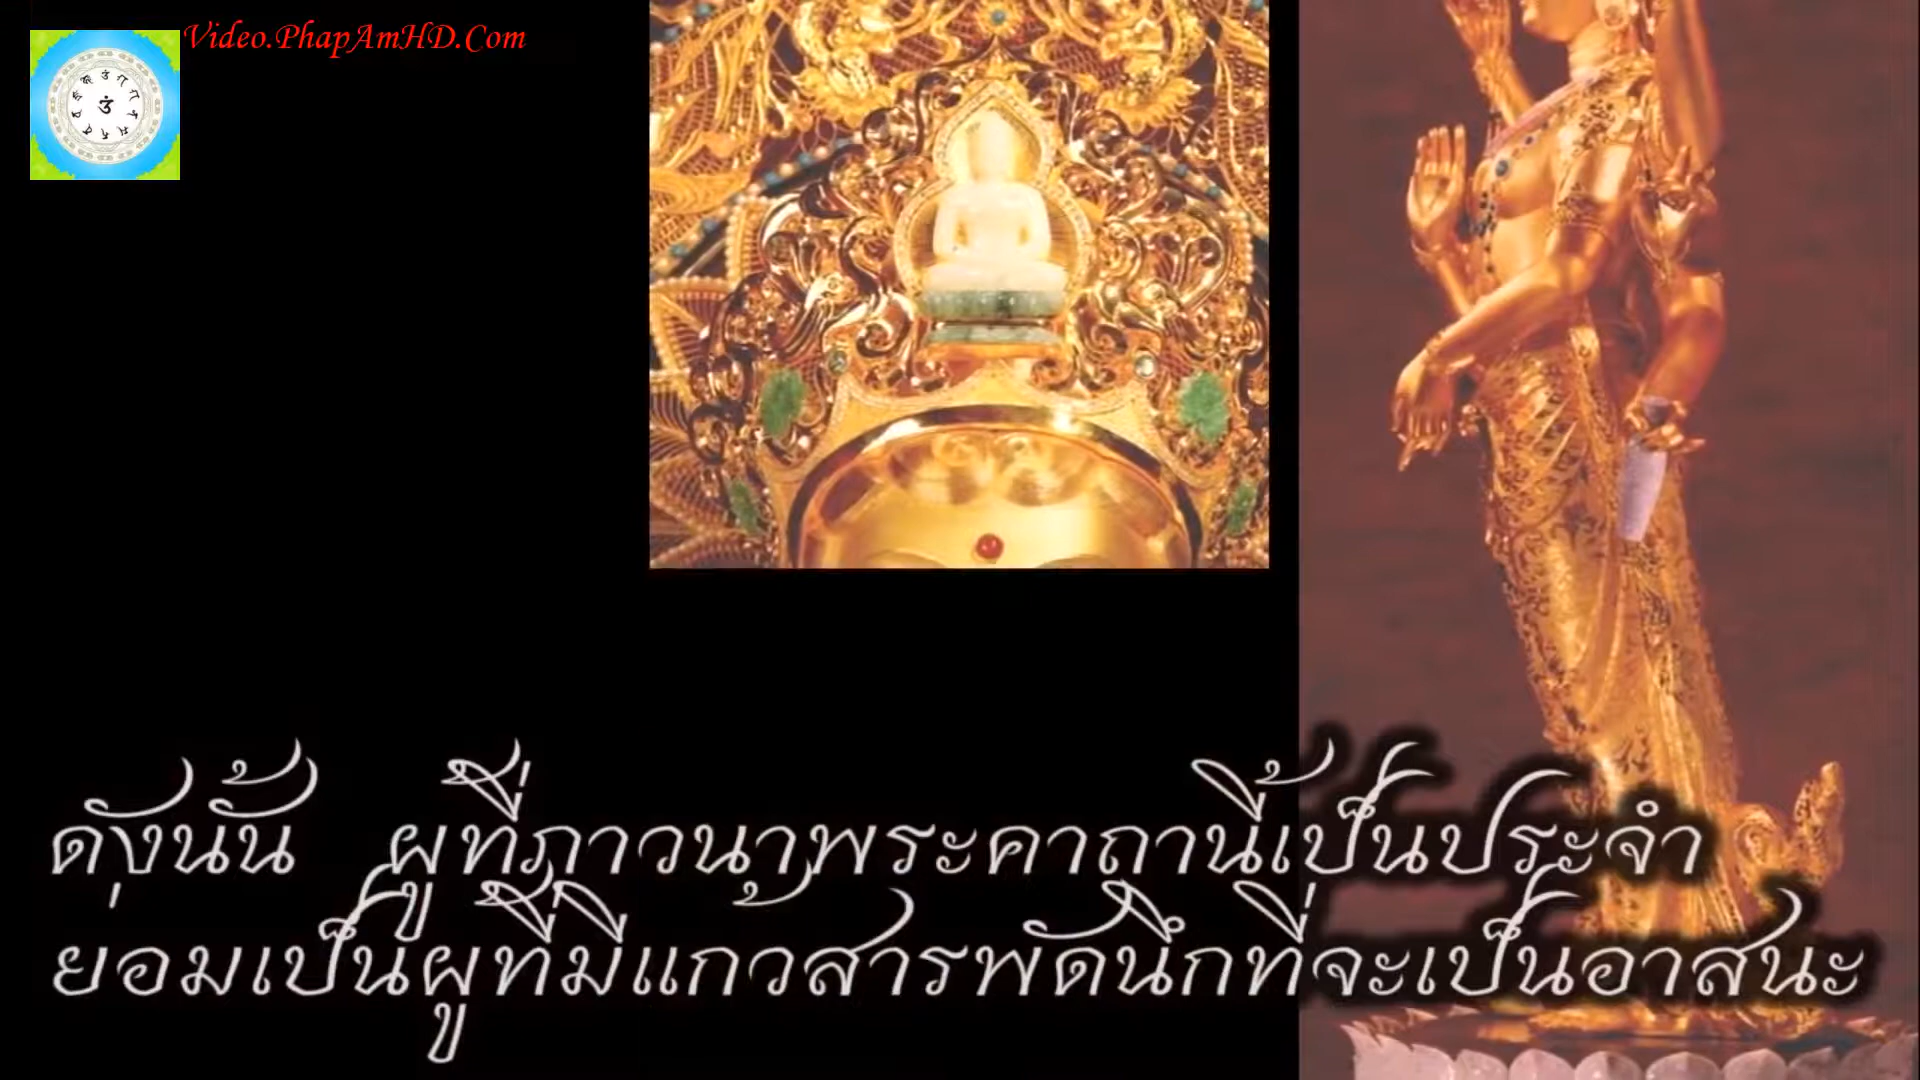 Video.PhapAmHD.Com
ดังนั้น ผู้ที่ภาวนาพระคาถานี้เป็นประจำ
ย่อมเป็นผู้ที่มีแก้วสารพัดนึกที่จะเป็นอาสนะ